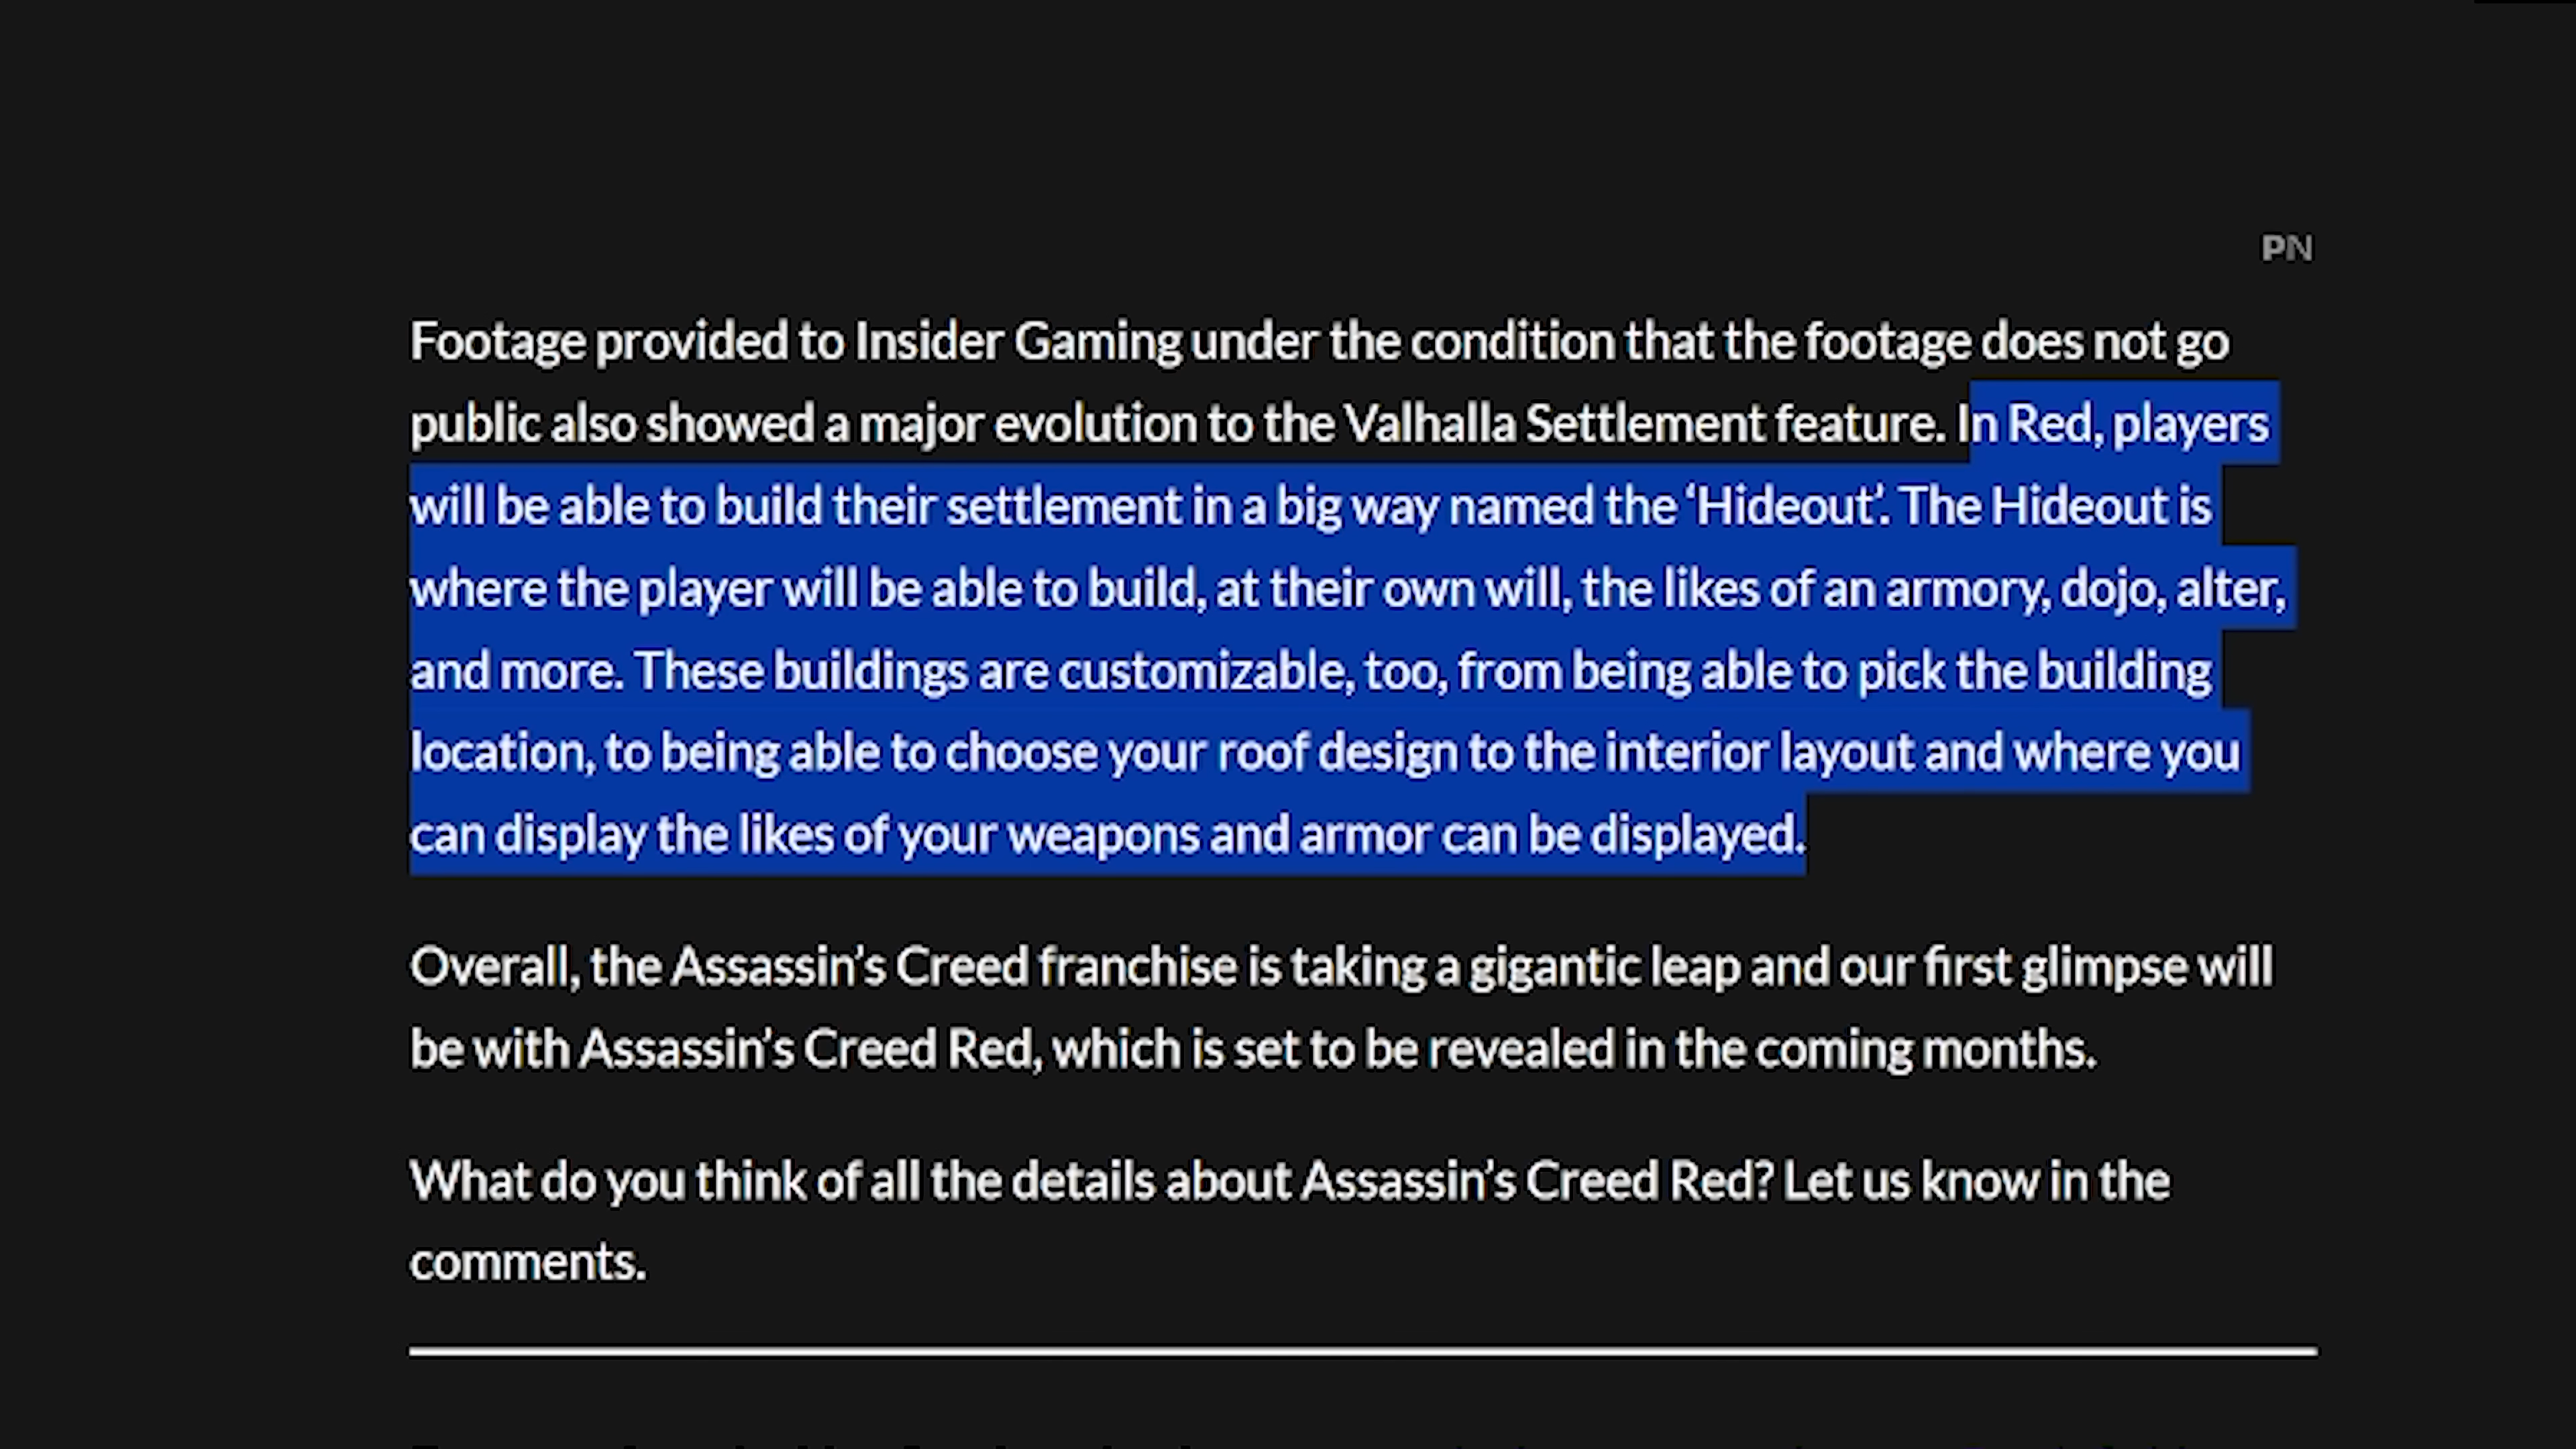 PN
Footage provided to Insider Gaming under the condition that the footage does not go
public also showed a major evolution to the Valhalla Settlement feature. In Red, players
will be able to build their settlement in a big way named the ‘Hideout’. The Hideout is
where the player will be able to build, at their own will, the likes of an armory, dojo, alter,
and more. These buildings are customizable, too, from being able to pick the building
location, to being able to choose your roof design to the interior layout and where you
can display the likes of your weapons and armor can be displayed.
Overall, the Assassin’s Creed franchise is taking a gigantic leap and our first glimpse will
be with Assassin’s Creed Red, which is set to be revealed in the coming months.
What do you think of all the details about Assassin’s Creed Red? Let us know in the
comments.